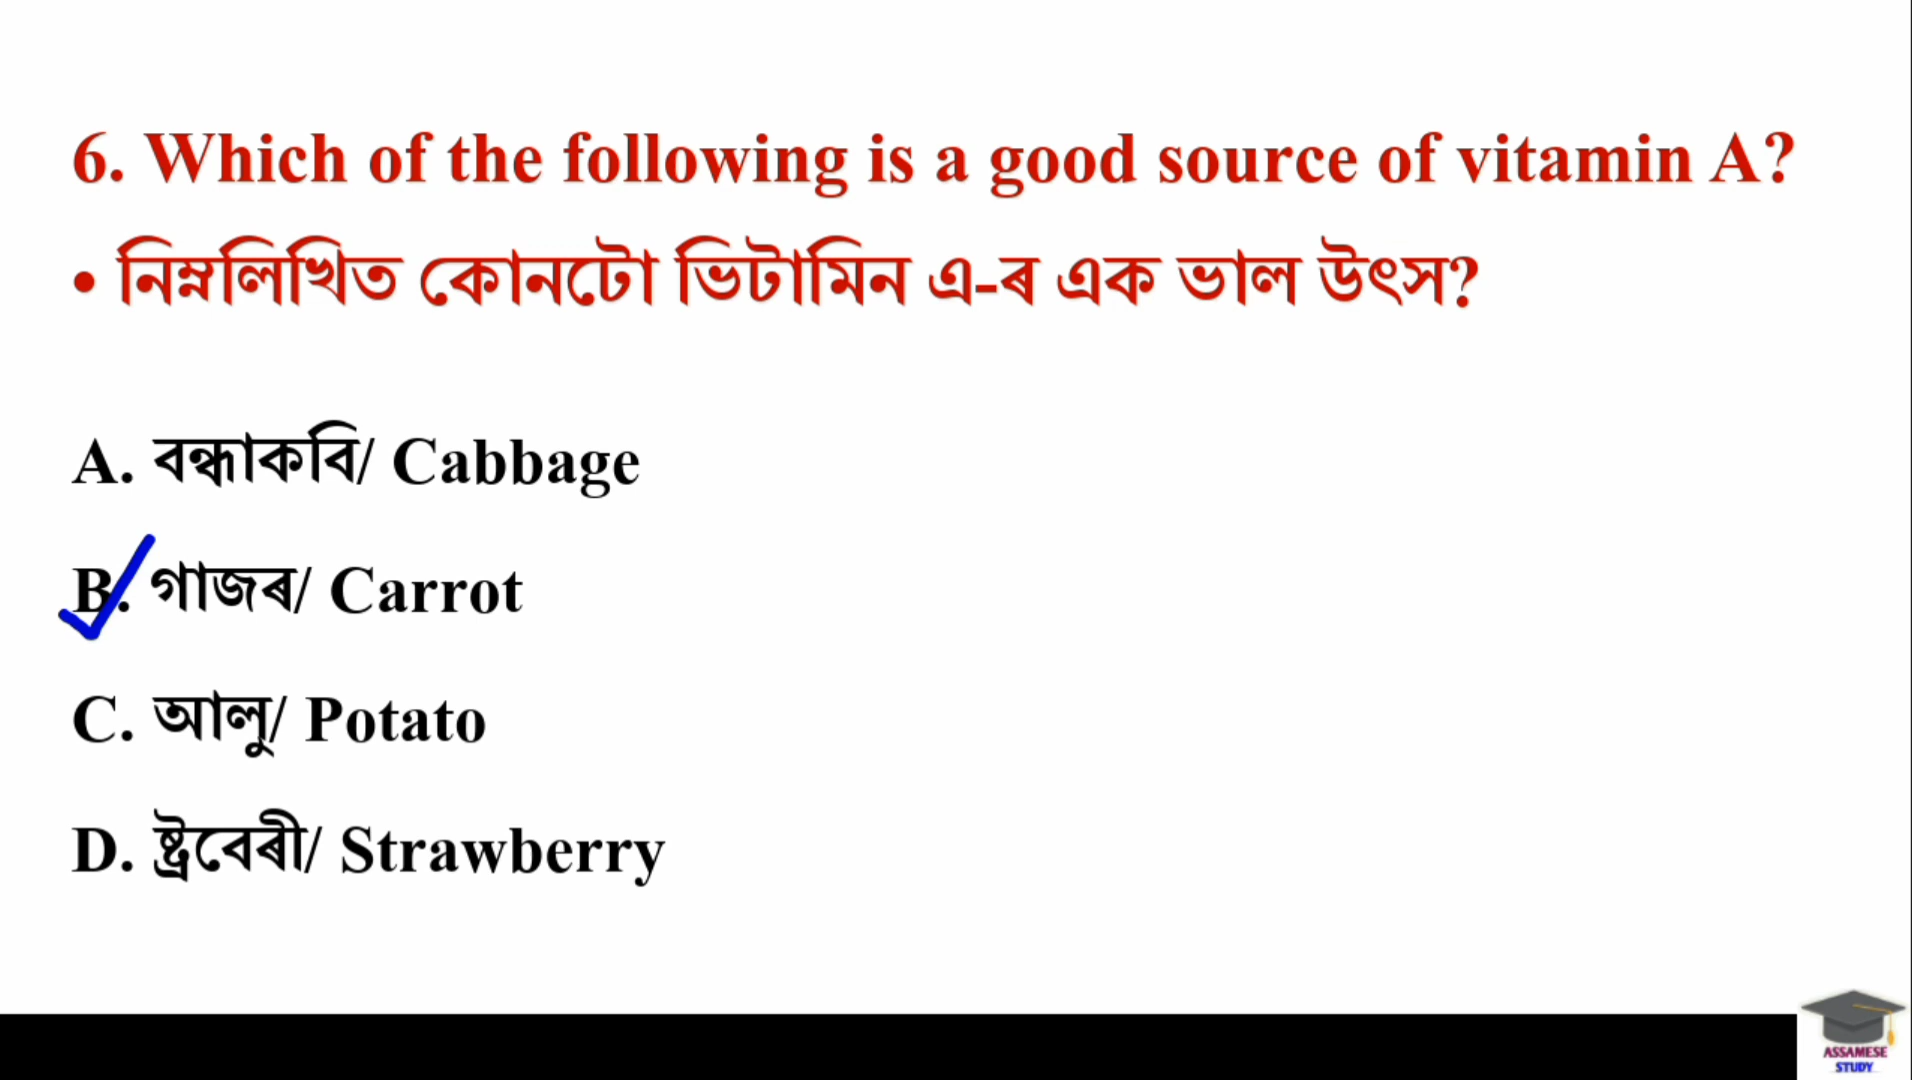 6. Which of the following is a good source of vitamin A?
• নিম্নলিখিত কোনটো ভিটামিন এ-ৰ এক ভাল উৎস?
A. বন্ধাকবি/ Cabbage
B. গাজৰ/ Carrot
C. আলু/ Potato
D. ষ্ট্ৰবেৰী/ Strawberry
ASSAMESE
STUDY